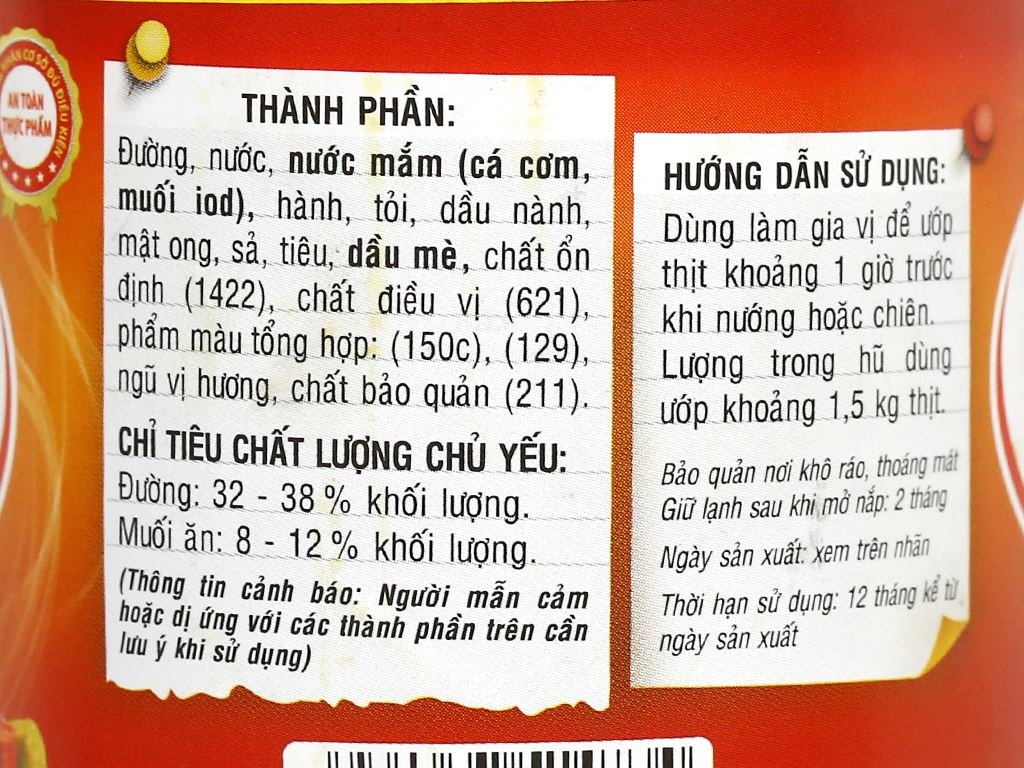 NHÂN CƠ SỞ ĐỦ ĐIỀU KIỆN
AN TOÀN
THỰC PHẨM
THÀNH PHẦN:
Đường, nước, nước mắm (cá cơm,
muối iod), hành, tỏi, dầu nành,
mật ong, sả, tiêu, dầu mè, chất ổn
định (1422), chất điều vị (621),
phẩm màu tổng hợp: (150c), (129),
ngũ vị hương, chất bảo quản (211).
CHỈ TIÊU CHẤT LƯỢNG CHỦ YẾU:
Đường: 32 - 38 % khối lượng.
Muối ăn: 8 - 12 % khối lượng.
(Thông tin cảnh báo: Người mẫn cảm
hoặc dị ứng với các thành phần trên cần
lưu ý khi sử dụng)
HƯỚNG DẪN SỬ DỤNG:
Dùng làm gia vị để ướp
thịt khoảng 1 giờ trước
khi nướng hoặc chiên.
Lượng trong hũ dùng
ướp khoảng 1,5 kg thịt.
Bảo quản nơi khô ráo, thoáng mát
Giữ lạnh sau khi mở nắp: 2 tháng
Ngày sản xuất: xem trên nhãn
Thời hạn sử dụng: 12 tháng kể từ
ngày sản xuất